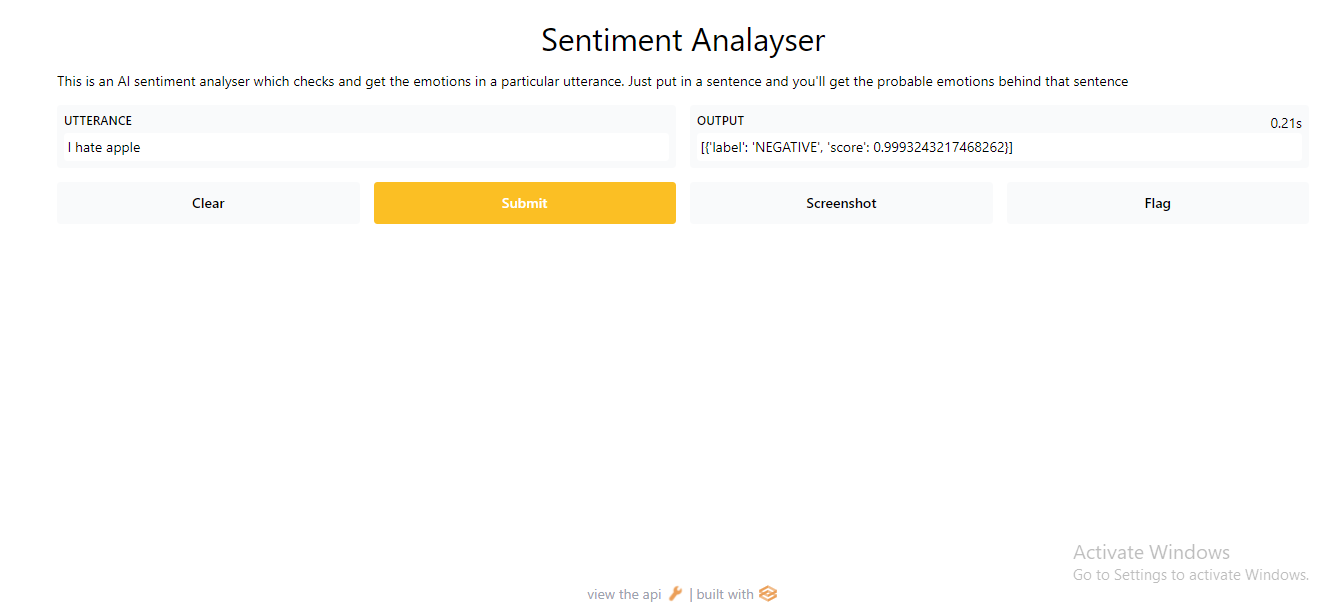 Sentiment Analayser
This is an AI sentiment analyser which checks and get the emotions in a particular utterance. Just put in a sentence and you'll get the probable emotions behind that sentence
UTTERANCE
I hate apple
OUTPUT
0.21s
[{'label': 'NEGATIVE', 'score': 0.9993243217468262}]
Clear
Submit
Screenshot
Flag
Activate Windows
Go to Settings to activate Windows.
view the api | built with